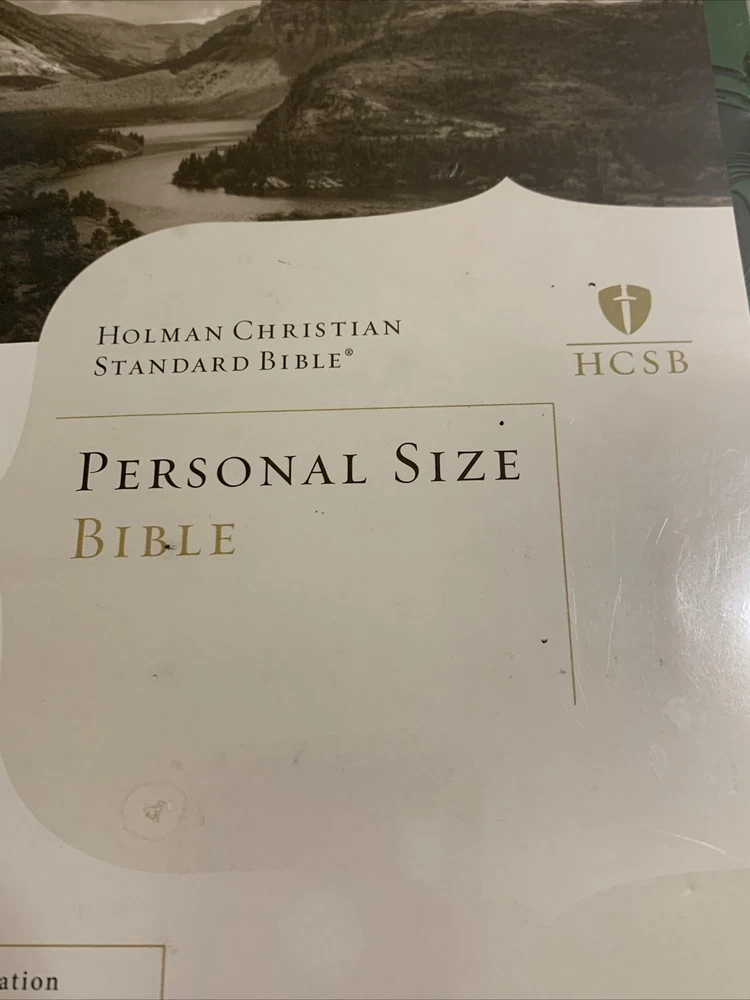 HOLMAN CHRISTIAN
STANDARD BIBLE®
HCSB
PERSONAL SIZE
BIBLE
ation